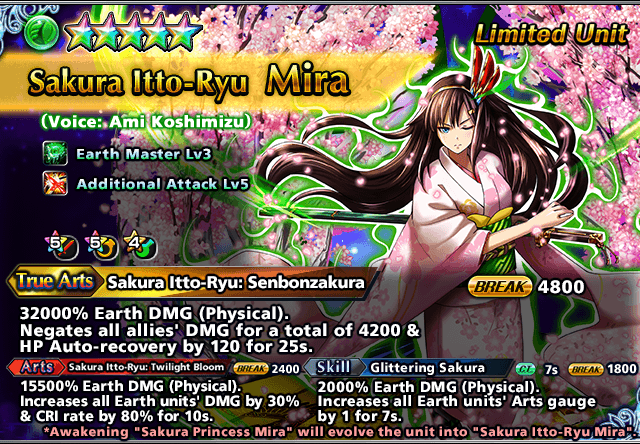 Limited Unit
Sakura Itto-Ryu Mira
(Voice: Ami Koshimizu)
Earth Master Lv3
Additional Attack Lv5
5 5 4
True Arts Sakura Itto-Ryu: Senbonzakura BREAK 4800
32000% Earth DMG (Physical).
Negates all allies' DMG for a total of 4200 &
HP Auto-recovery by 120 for 25s.
Arts Sakura Itto-Ryu: Twilight Bloom BREAK 2400
15500% Earth DMG (Physical).
Increases all Earth units' DMG by 30%
& CRI rate by 80% for 10s.
Skill Glittering Sakura C.T. 7s BREAK 1800
2000% Earth DMG (Physical).
Increases all Earth units' Arts gauge
by 1 for 7s.
*Awakening "Sakura Princess Mira" will evolve the unit into "Sakura Itto-Ryu Mira".